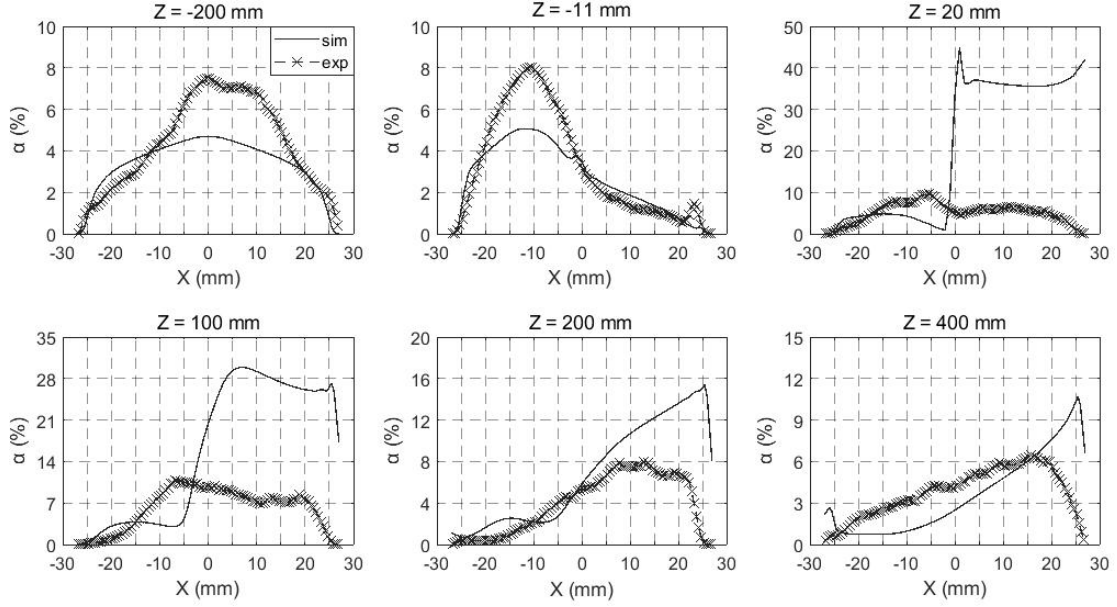 Z = -200 mm
10
8
6
4
2
0
α (%)
sim
exp
-30 -20 -10 0 10 20 30
X (mm)
Z = -11 mm
10
8
6
4
2
0
α (%)
-30 -20 -10 0 10 20 30
X (mm)
Z = 20 mm
50
40
30
20
10
0
α (%)
-30 -20 -10 0 10 20 30
X (mm)
Z = 100 mm
35
28
21
14
7
0
α (%)
-30 -20 -10 0 10 20 30
X (mm)
Z = 200 mm
20
16
12
8
4
0
α (%)
-30 -20 -10 0 10 20 30
X (mm)
Z = 400 mm
15
12
9
6
3
0
α (%)
-30 -20 -10 0 10 20 30
X (mm)